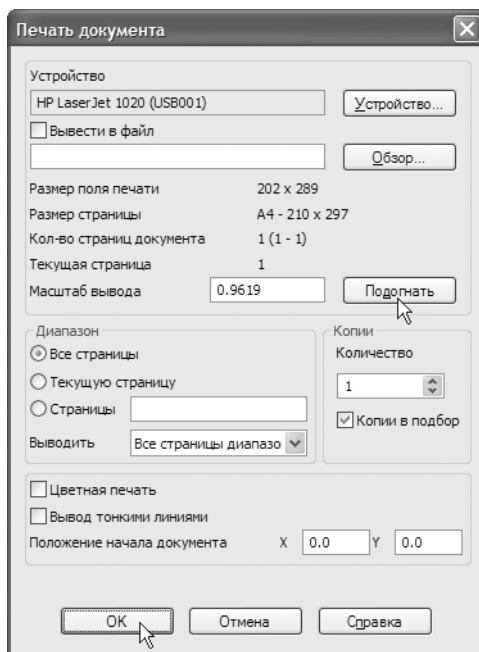 Печать документа
Устройство
HP LaserJet 1020 (USB001)
Устройство...
Вывести в файл
Обзор...
Размер поля печати 202 x 289
Размер страницы A4 - 210 x 297
Кол-во страниц документа 1 (1 - 1)
Текущая страница 1
Масштаб вывода 0.9619 Подогнать
Диапазон
Все страницы
Текущую страницу
Страницы
Выводить Все страницы диапазо
Копии
Количество
1
Копии в подбор
Цветная печать
Вывод тонкими линиями
Положение начала документа X 0.0 Y 0.0
OK Отмена Справка